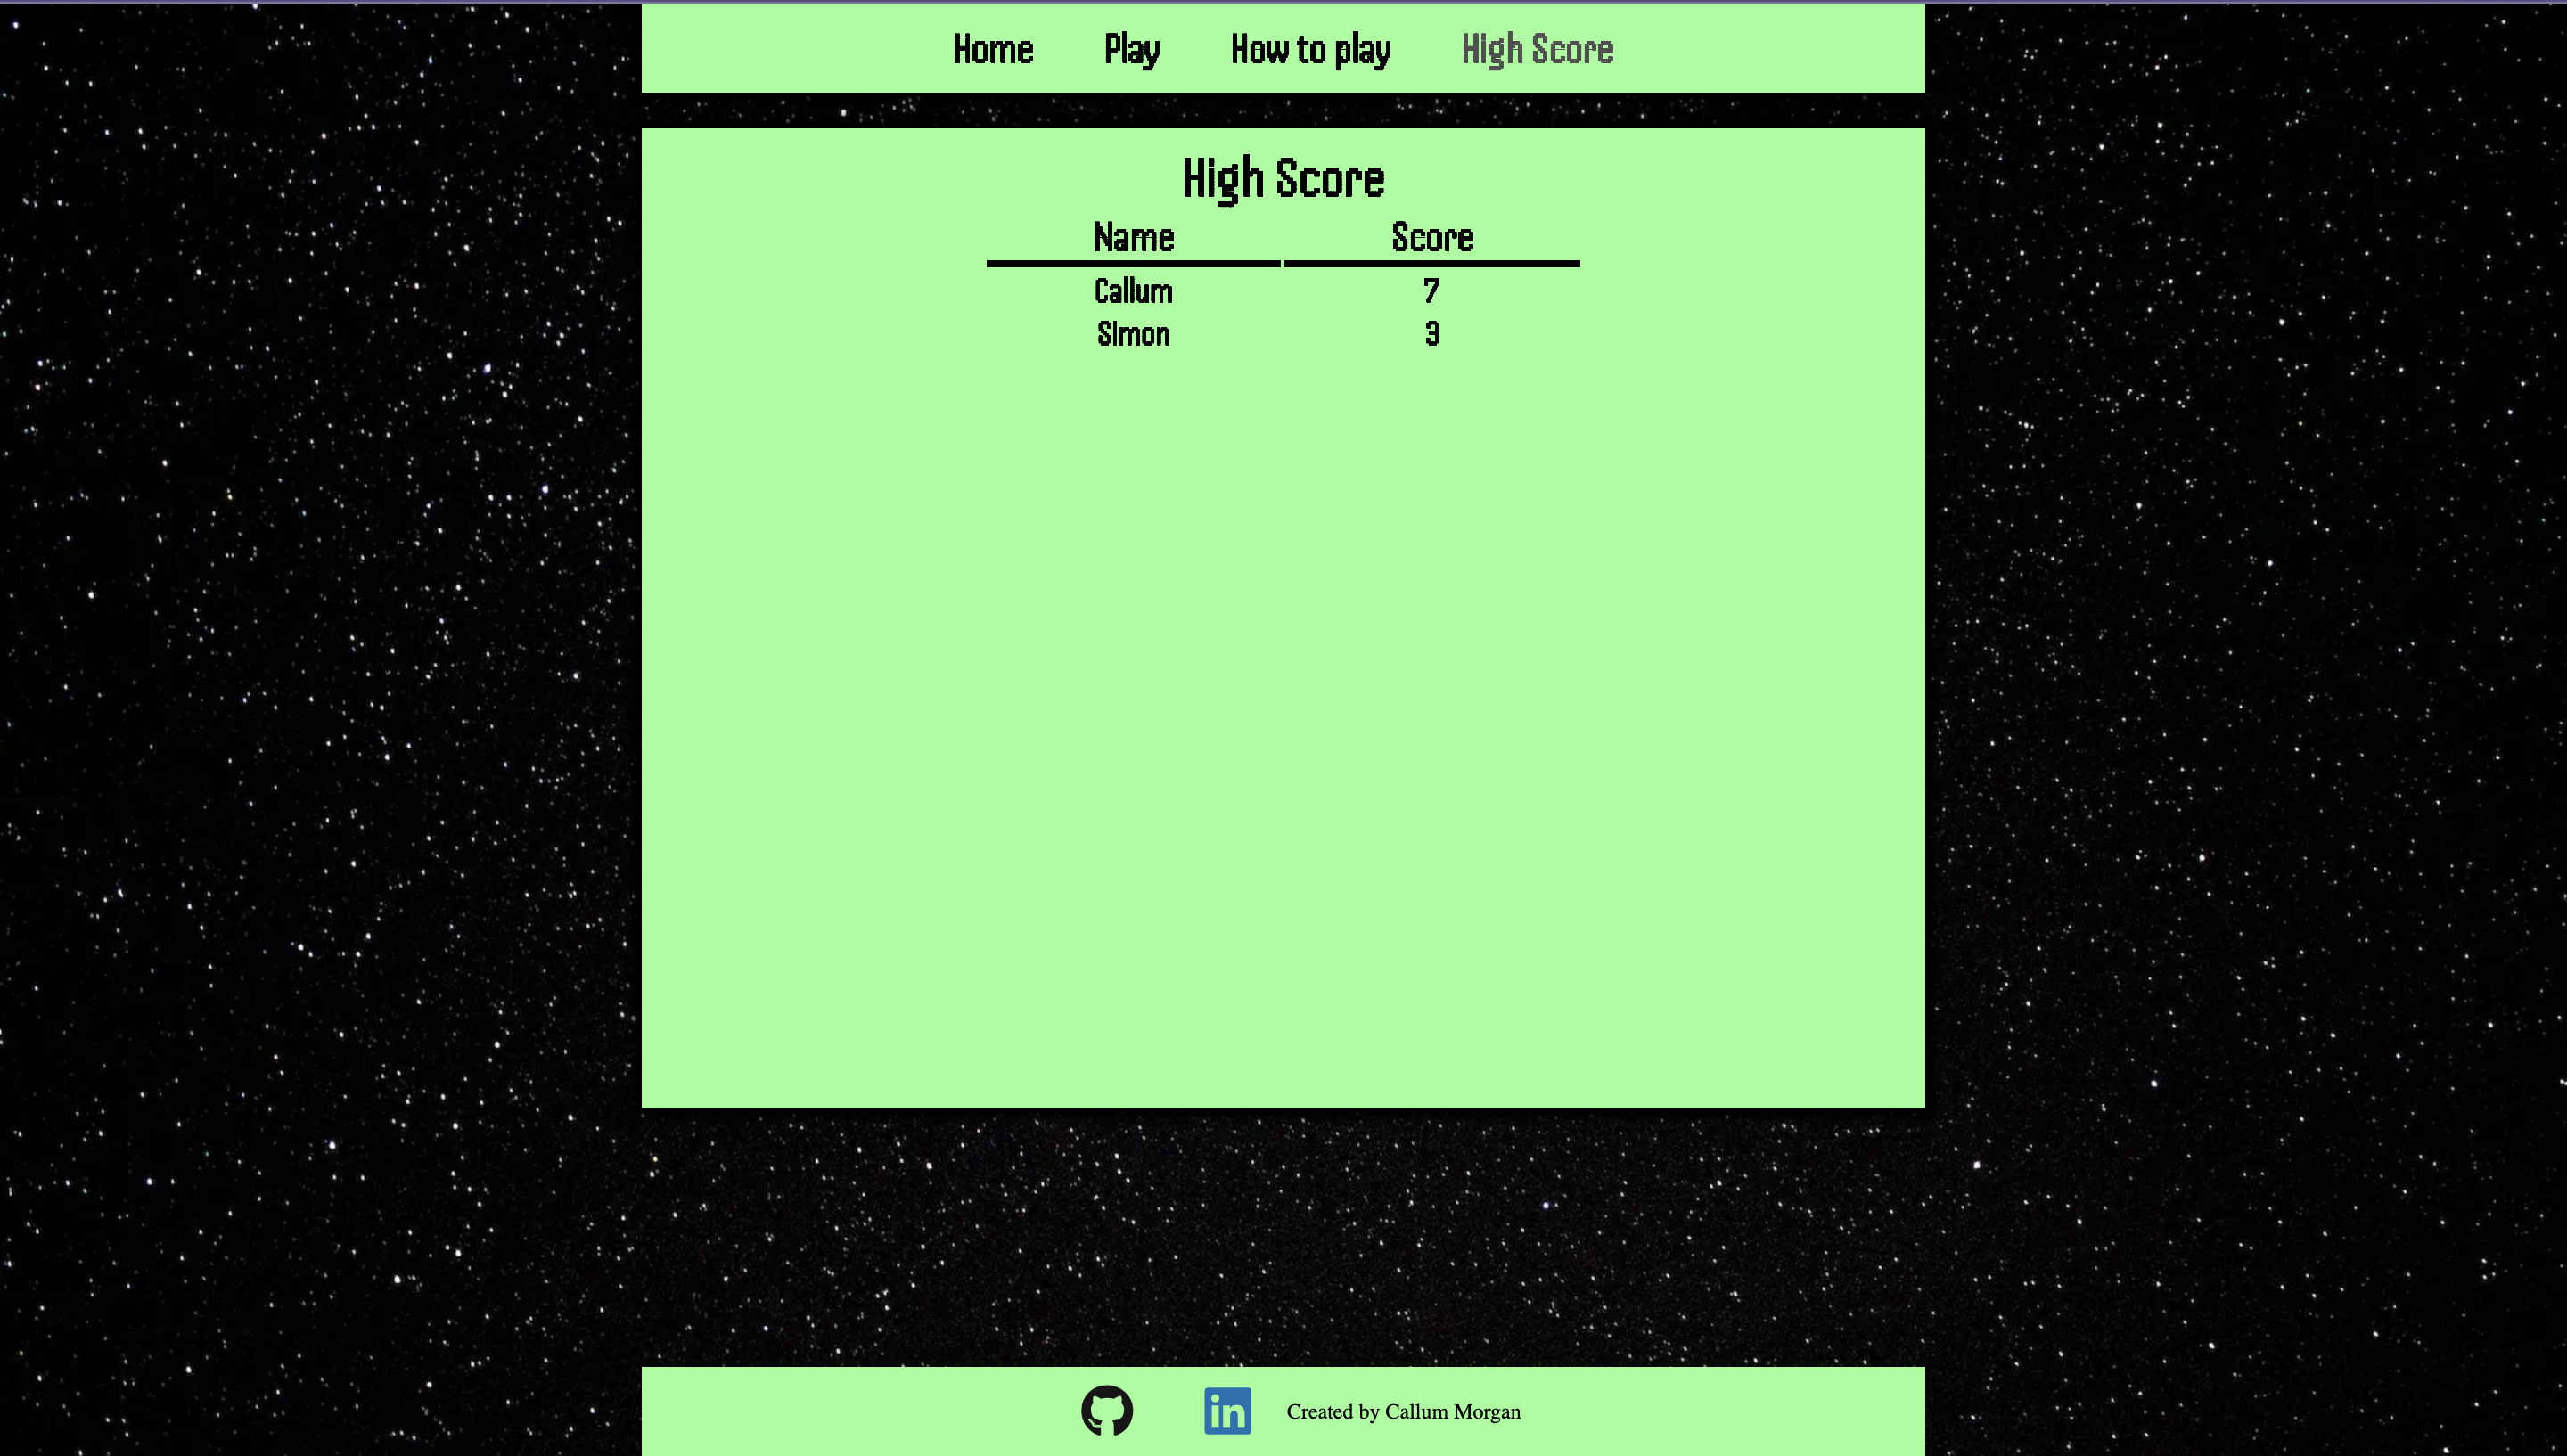 Home Play How to play High Score
High Score
Name Score
Callum 7
SImon 3
in Created by Callum Morgan